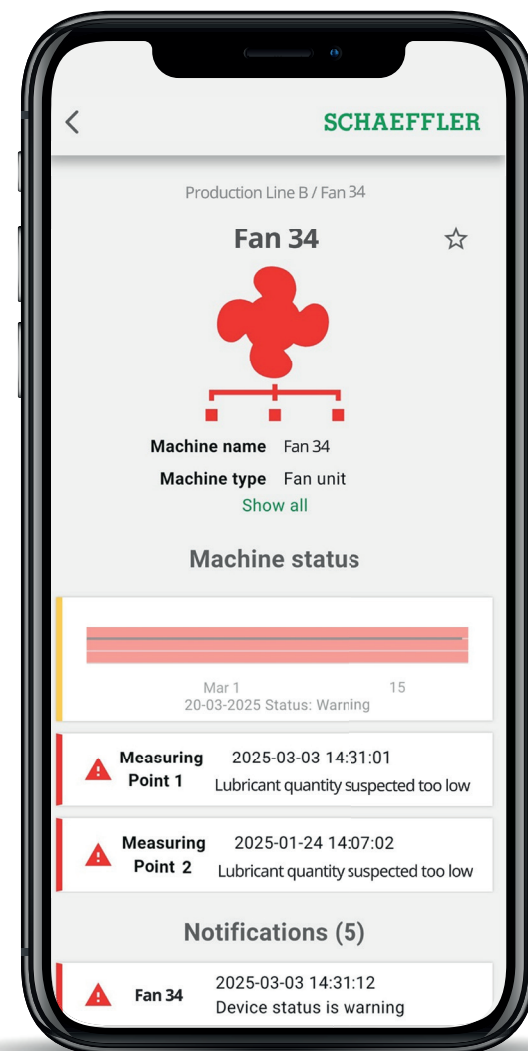 SCHAEFFLER
Production Line B / Fan 34
Fan 34
Machine name Fan 34
Machine type Fan unit
Show all
Machine status
Mar 1 15
20-03-2025 Status: Warning
Measuring Point 1
2025-03-03 14:31:01
Lubricant quantity suspected too low
Measuring Point 2
2025-01-24 14:07:02
Lubricant quantity suspected too low
Notifications (5)
Fan 34
2025-03-03 14:31:12
Device status is warning